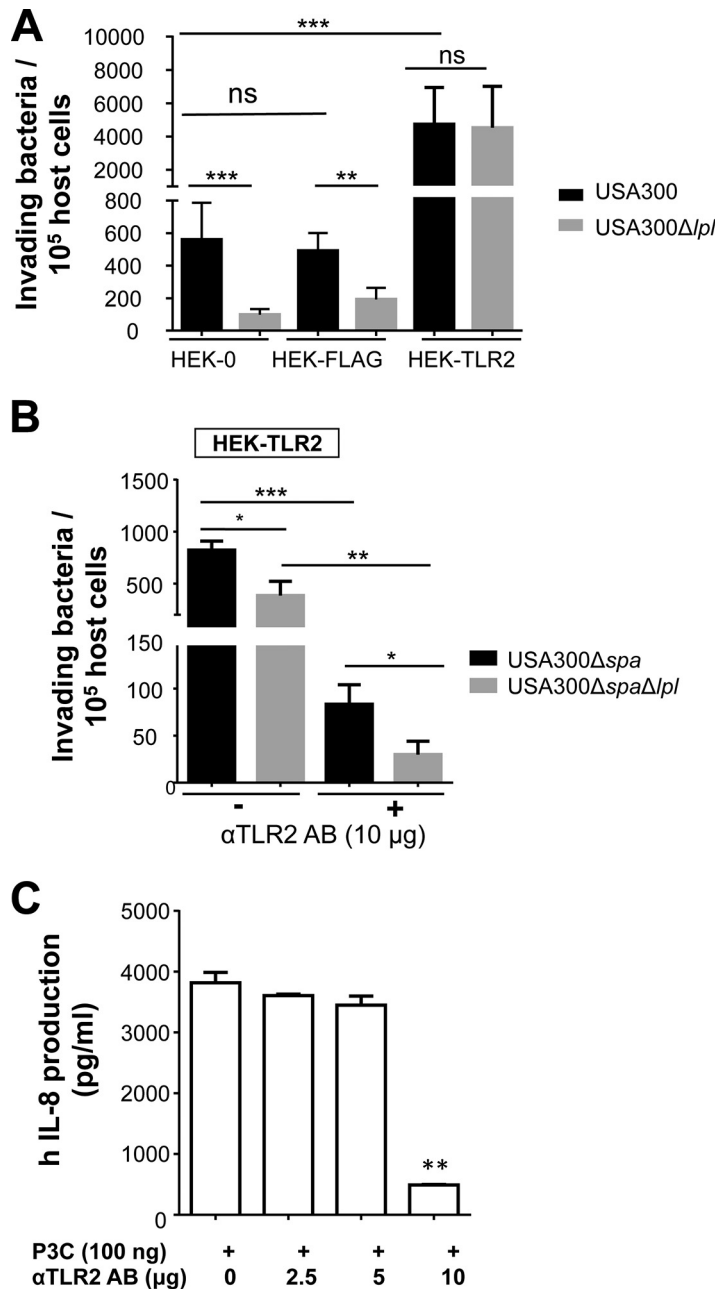 A
Invading bacteria /
10⁵ host cells
10000
8000
6000
4000
2000
800
600
400
200
0
***
ns
ns
***
**
HEK-0 HEK-FLAG HEK-TLR2
USA300
USA300Δlpl
B
HEK-TLR2
Invading bacteria /
10⁵ host cells
1500
1000
500
150
100
50
0
***
*
**
*
USA300Δspa
USA300ΔspaΔlpl
- +
αTLR2 AB (10 µg)
C
h IL-8 production
(pg/ml)
5000
4000
3000
2000
1000
0
**
P3C (100 ng) + + + +
αTLR2 AB (µg) 0 2.5 5 10